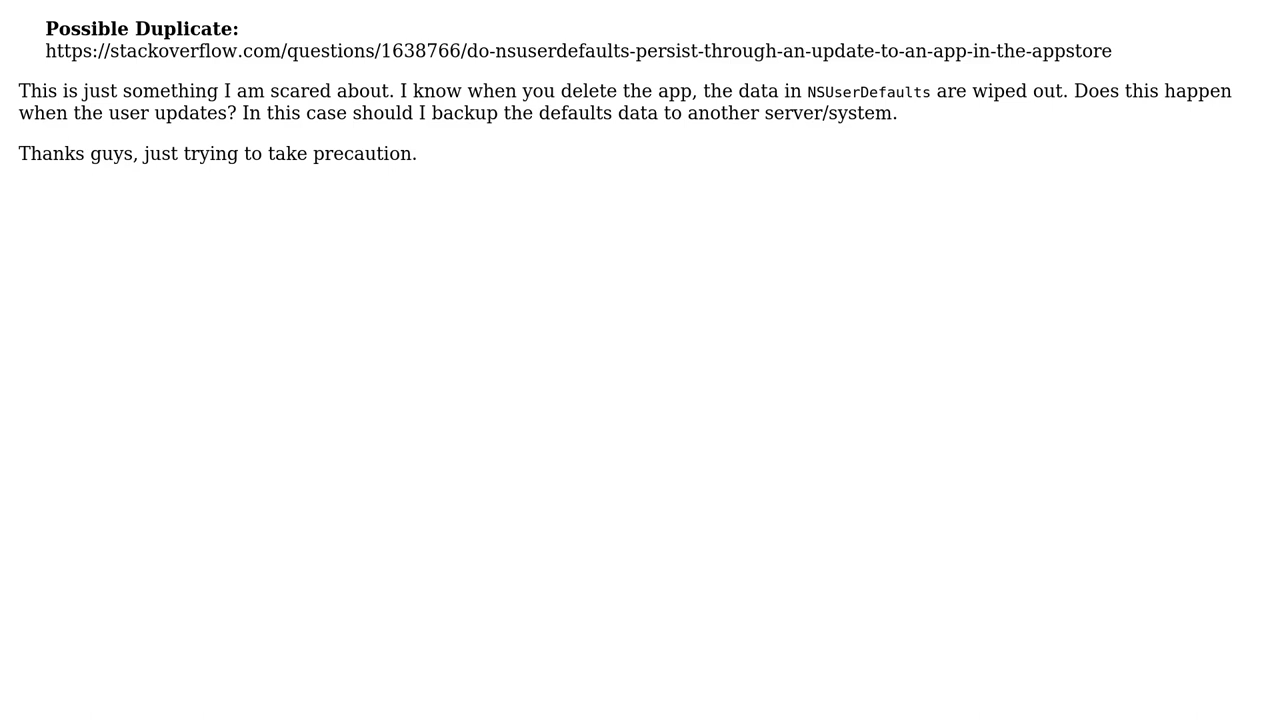 Possible Duplicate:
https://stackoverflow.com/questions/1638766/do-nsuserdefaults-persist-through-an-update-to-an-app-in-the-appstore
This is just something I am scared about. I know when you delete the app, the data in NSUserDefaults are wiped out. Does this happen
when the user updates? In this case should I backup the defaults data to another server/system.
Thanks guys, just trying to take precaution.